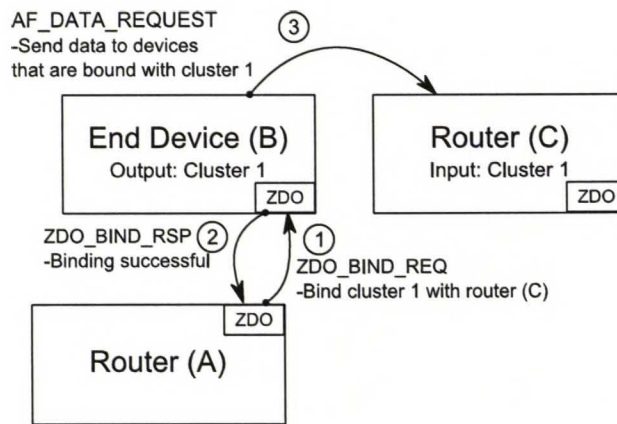 AF_DATA_REQUEST
-Send data to devices
that are bound with cluster 1
3
End Device (B)
Output: Cluster 1
ZDO
Router (C)
Input: Cluster 1
ZDO
ZDO_BIND_RSP
-Binding successful
2
1
ZDO_BIND_REQ
-Bind cluster 1 with router (C)
ZDO
Router (A)